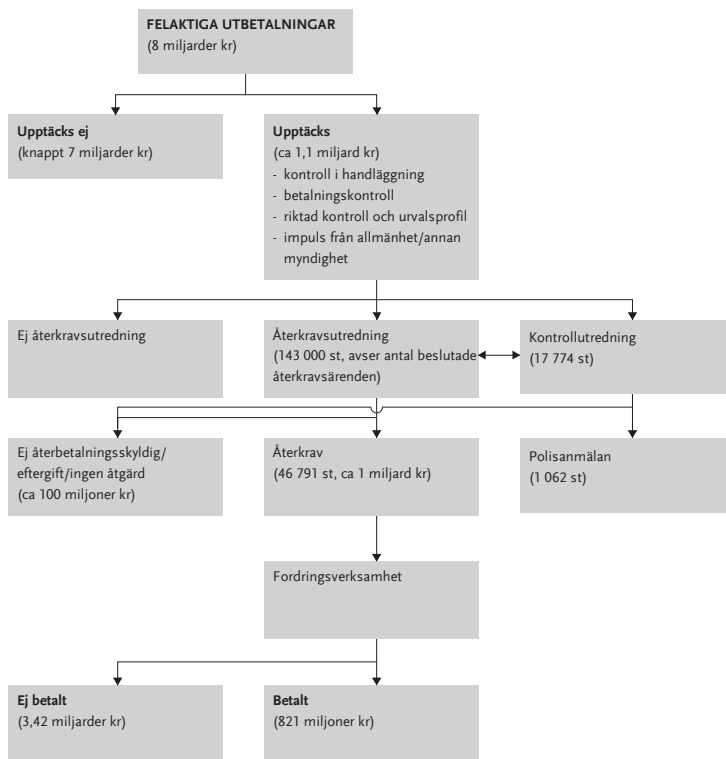 FELAKTIGA UTBETALNINGAR
(8 miljarder kr)
Upptäcks ej
(knappt 7 miljarder kr)
Upptäcks
(ca 1,1 miljard kr)
- kontroll i handläggning
- betalningskontroll
- riktad kontroll och urvalsprofil
- impuls från allmänhet/annan
myndighet
Ej återkravsutredning
Återkravsutredning
(143 000 st, avser antal beslutade
återkravsärenden)
Kontrollutredning
(17 774 st)
Ej återbetalningsskyldig/
eftergift/ingen åtgärd
(ca 100 miljoner kr)
Återkrav
(46 791 st, ca 1 miljard kr)
Polisanmälan
(1 062 st)
Fordringsverksamhet
Ej betalt
(3,42 miljarder kr)
Betalt
(821 miljoner kr)